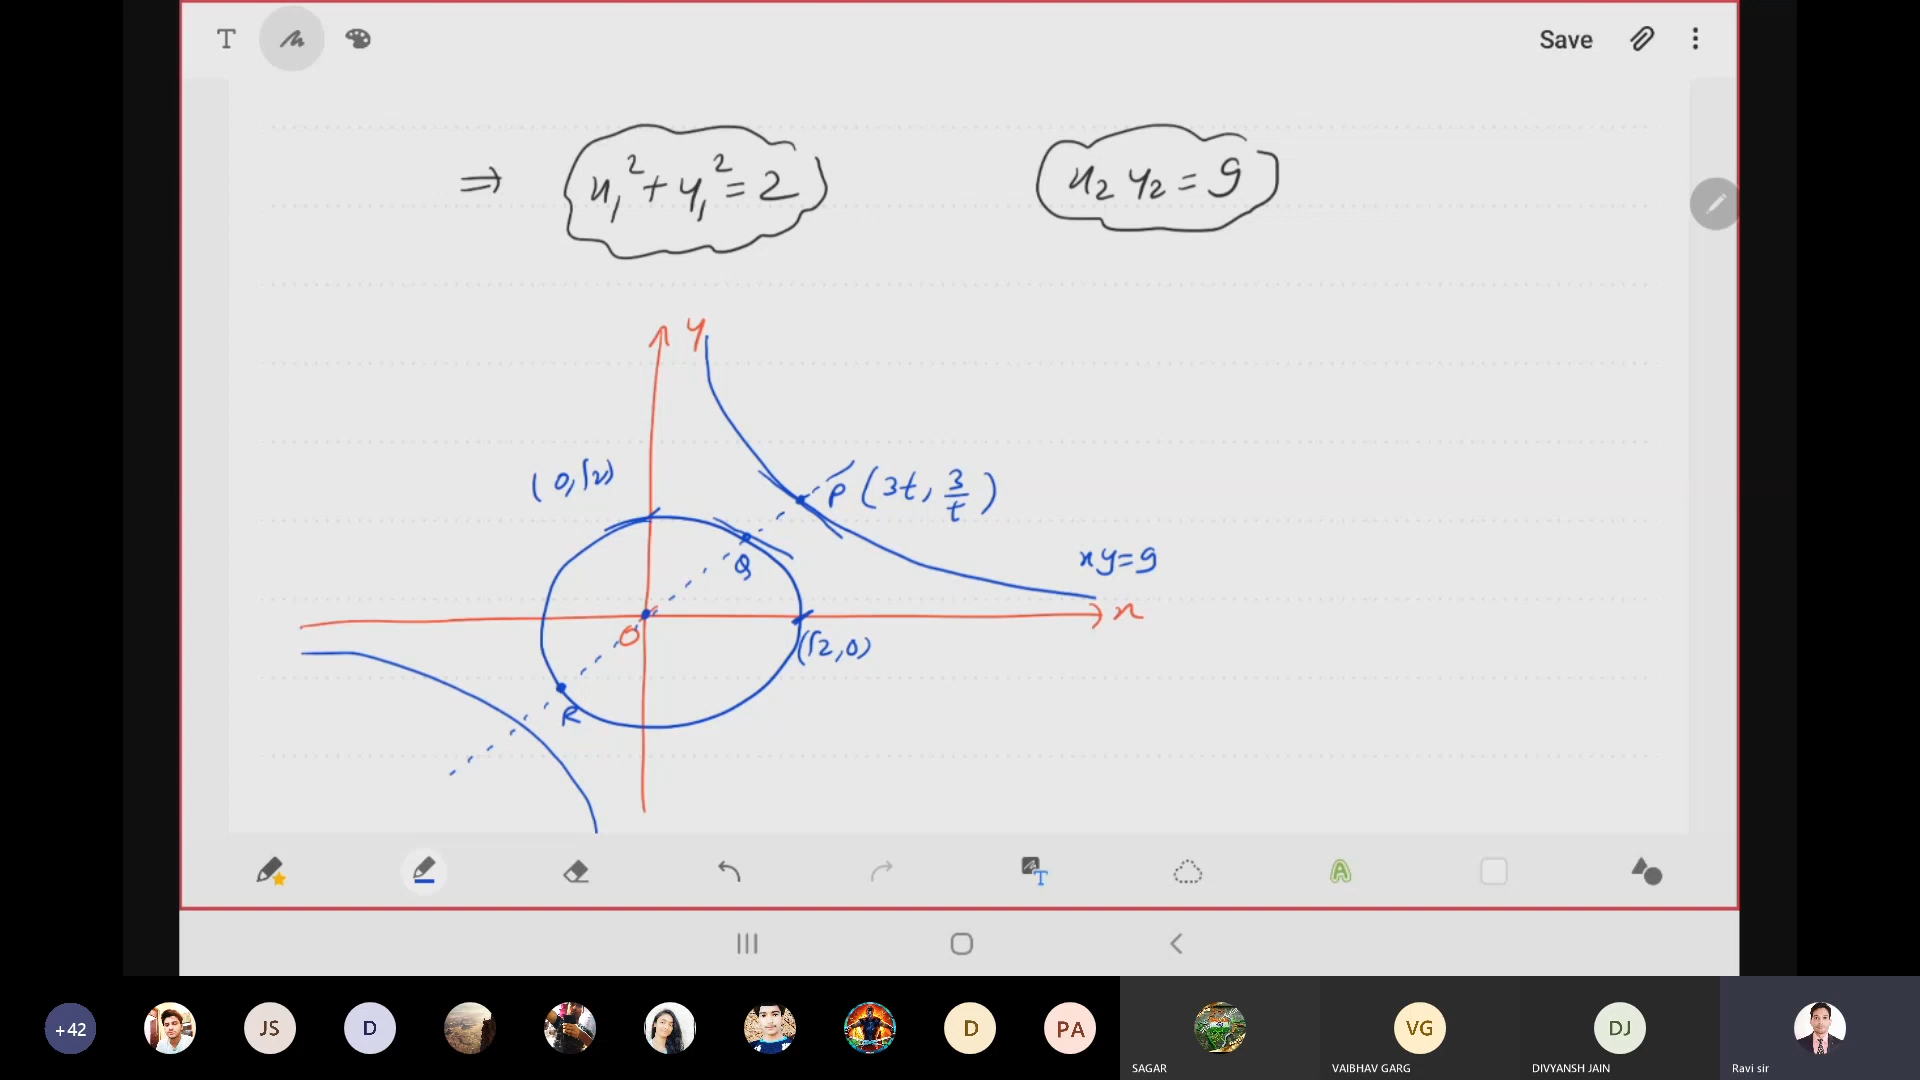 T Save
⇒ x₁² + y₁² = 2 x₂ y₂ = 9
y
(0, √2) P (3t, 3/t)
xy = 9
Q
O x
(√2, 0)
R
A
+42 JS D D PA VG DJ
SAGAR VAIBHAV GARG DIVYANSH JAIN Ravi sir